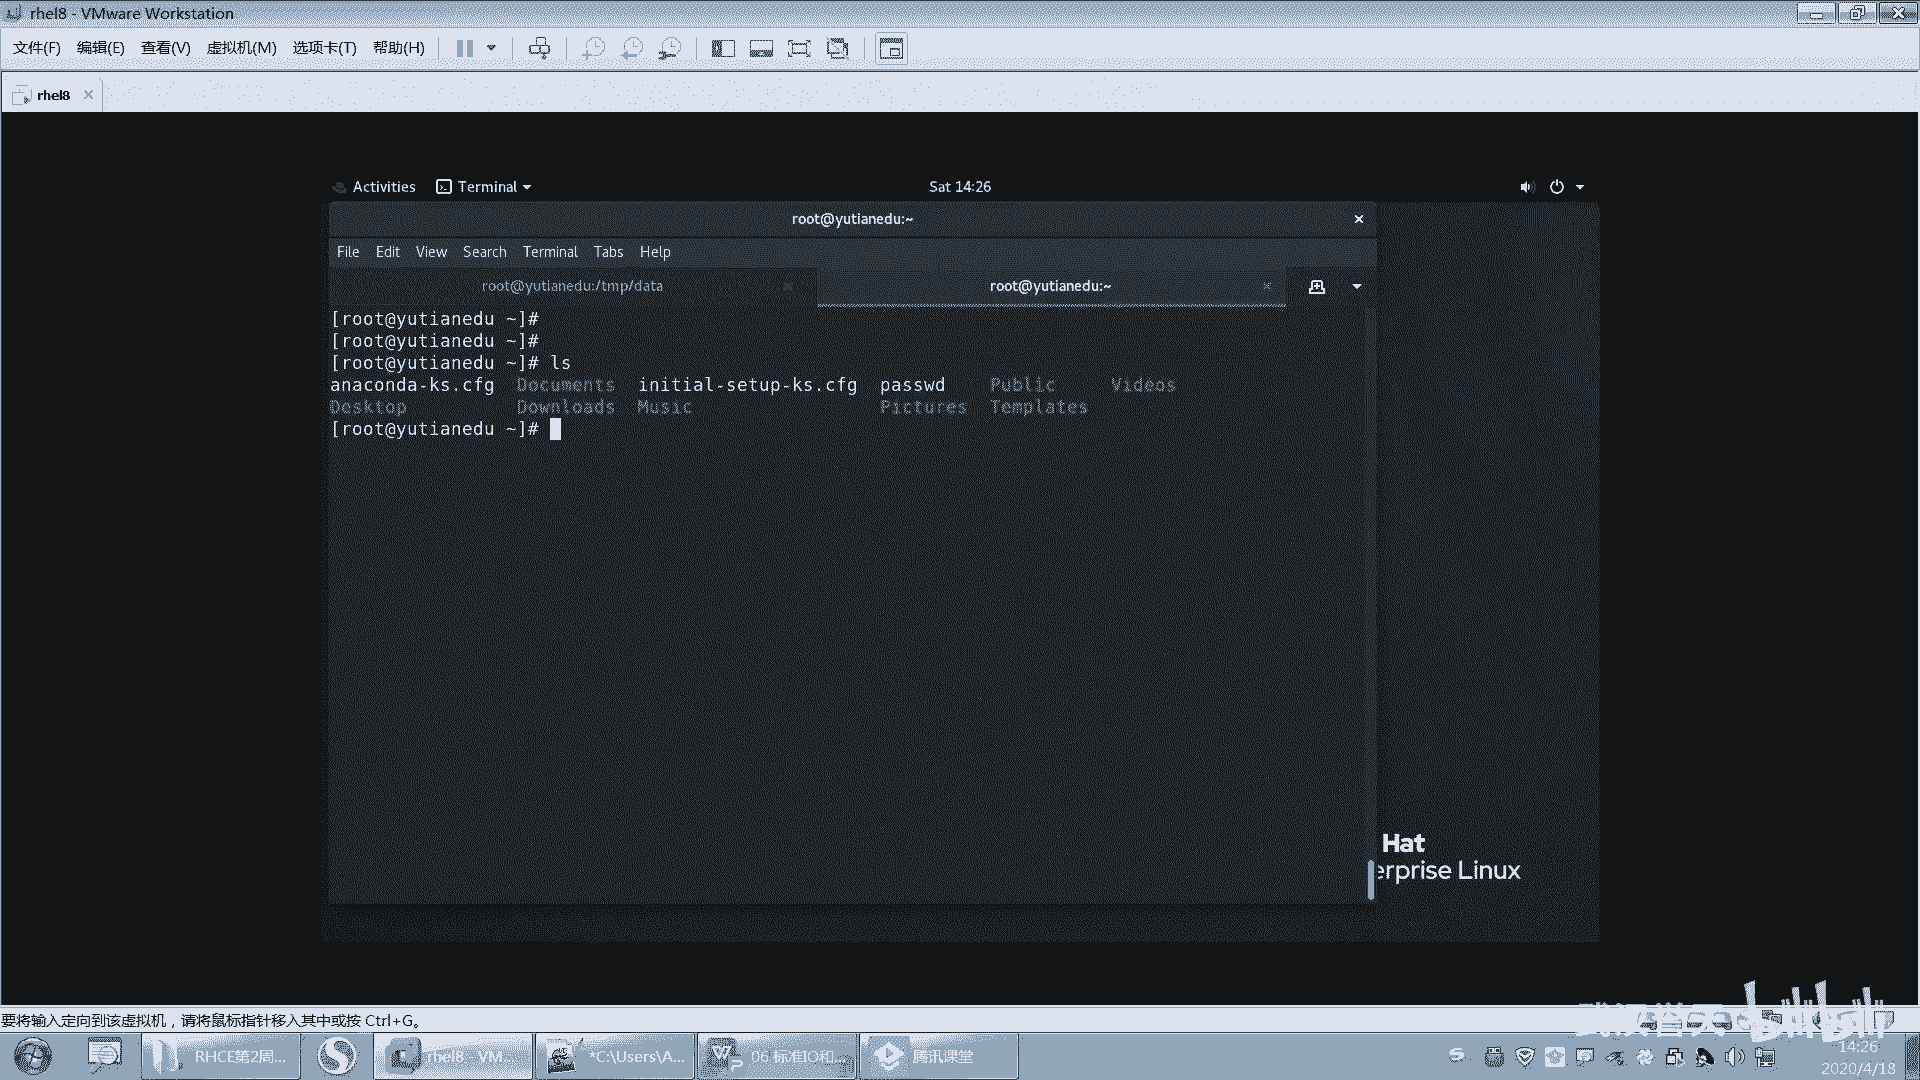 rhel8 - VMware Workstation
文件(F) 编辑(E) 查看(V) 虚拟机(M) 选项卡(T) 帮助(H)
rhel8
Activities Terminal Sat 14:26
root@yutianedu:~
File Edit View Search Terminal Tabs Help
root@yutianedu:/tmp/data root@yutianedu:~
[root@yutianedu ~]#
[root@yutianedu ~]#
[root@yutianedu ~]# ls
anaconda-ks.cfg Documents initial-setup-ks.cfg passwd Public Videos
Desktop Downloads Music Pictures Templates
[root@yutianedu ~]#
Hat
erprise Linux
要将输入定向到该虚拟机，请将鼠标指针移入其中或按 Ctrl+G。
bilibili
RHCE第2周... rhel8 - VM... *C:\Users\A... 06 标准IO和... 腾讯课堂
14:26
2020/4/18